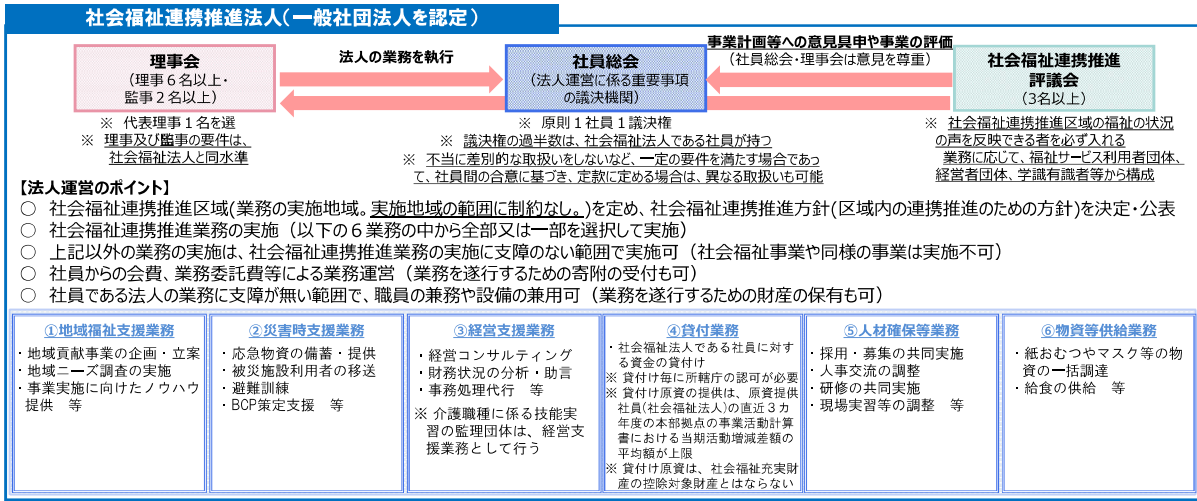 社会福祉連携推進法人（一般社団法人を認定）
理事会
（理事６名以上・
監事２名以上）
※ 代表理事１名を選
※ 理事及び監事の要件は、
社会福祉法人と同水準
法人の業務を執行
社員総会
（法人運営に係る重要事項
の議決機関）
※ 原則１社員１議決権
※ 議決権の過半数は、社会福祉法人である社員が持つ
※ 不当に差別的な取扱いをしないなど、一定の要件を満たす場合であっ
て、社員間の合意に基づき、定款に定める場合は、異なる取扱いも可能
事業計画等への意見具申や事業の評価
（社員総会・理事会は意見を尊重）
社会福祉連携推進
評議会
（3名以上）
※ 社会福祉連携推進区域の福祉の状況
の声を反映できる者を必ず入れる
業務に応じて、福祉サービス利用者団体、
経営者団体、学識有識者等から構成
【法人運営のポイント】
○ 社会福祉連携推進区域(業務の実施地域。実施地域の範囲に制約なし。)を定め、社会福祉連携推進方針(区域内の連携推進のための方針)を決定・公表
○ 社会福祉連携推進業務の実施（以下の６業務の中から全部又は一部を選択して実施）
○ 上記以外の業務の実施は、社会福祉連携推進業務の実施に支障のない範囲で実施可（社会福祉事業や同様の事業は実施不可）
○ 社員からの会費、業務委託費等による業務運営（業務を遂行するための寄附の受付も可）
○ 社員である法人の業務に支障が無い範囲で、職員の兼務や設備の兼用可（業務を遂行するための財産の保有も可）
①地域福祉支援業務
・地域貢献事業の企画・立案
・地域ニーズ調査の実施
・事業実施に向けたノウハウ
提供 等
②災害時支援業務
・応急物資の備蓄・提供
・被災施設利用者の移送
・避難訓練
・BCP策定支援 等
③経営支援業務
・経営コンサルティング
・財務状況の分析・助言
・事務処理代行 等
※ 介護職種に係る技能実
習の監理団体は、経営支
援業務として行う
④貸付業務
・社会福祉法人である社員に対す
る資金の貸付け
※ 貸付け毎に所轄庁の認可が必要
※ 貸付け原資の提供は、原資提供
社員(社会福祉法人)の直近３カ
年度の本部拠点の事業活動計算
書における当期活動増減差額の
平均額が上限
※ 貸付け原資は、社会福祉充実財
産の控除対象財産とはならない
⑤人材確保等業務
・採用・募集の共同実施
・人事交流の調整
・研修の共同実施
・現場実習等の調整 等
⑥物資等供給業務
・紙おむつやマスク等の物
資の一括調達
・給食の供給 等